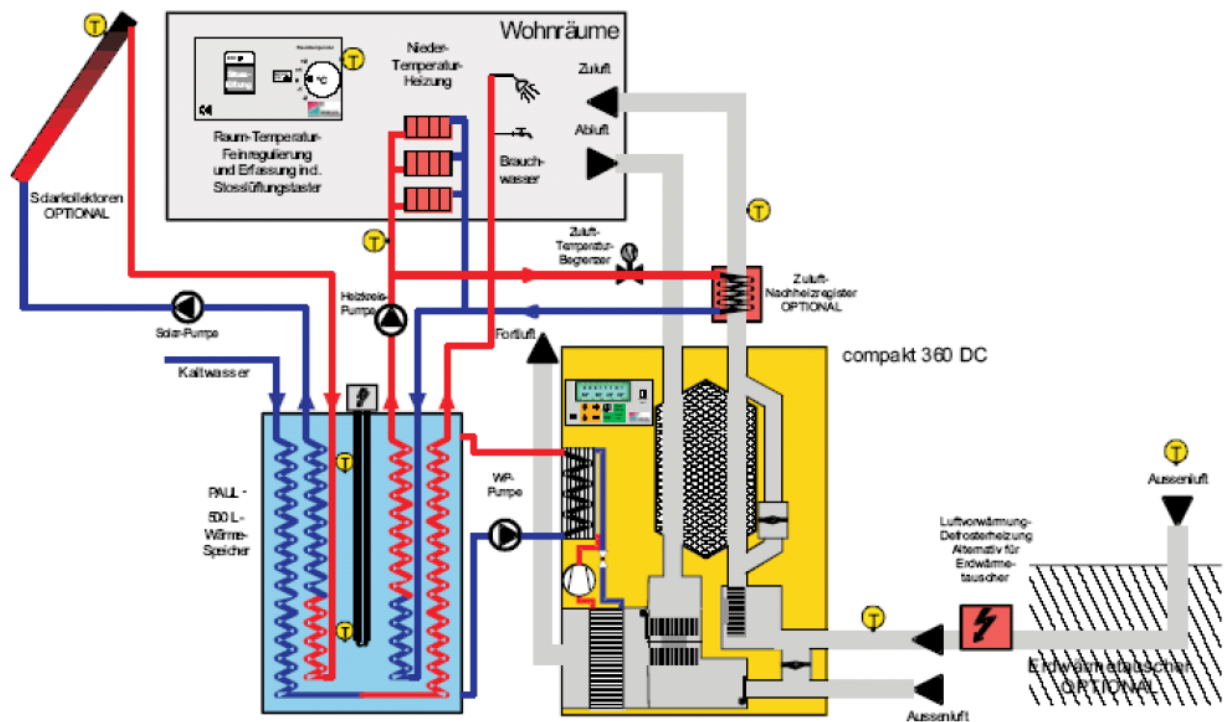 Wohnräume
Nieder-
Temperatur-
Heizung
Zuluft
Abluft
°C
Raum-Temperatur-
Feinregulierung
und Erfassung incl.
Stosslüftungstaster
Brauch-
wasser
T
T
T
T
T
T
T
T
Solarkollektoren
OPTIONAL
Zuluft-
Temperatur-
Begrenzer
Zuluft-
Nachheizregister
OPTIONAL
Heizkreis-
Pumpe
Solar-Pumpe
Fortluft
Kaltwasser
compakt 360 DC
WP-
Pumpe
PAUL -
500 L-
Wärme-
Speicher
Aussenluft
Luftvorwärmung-
Defrosterheizung
Alternativ für
Erdwärme-
tauscher
Erdwärmetauscher
OPTIONAL
Aussenluft